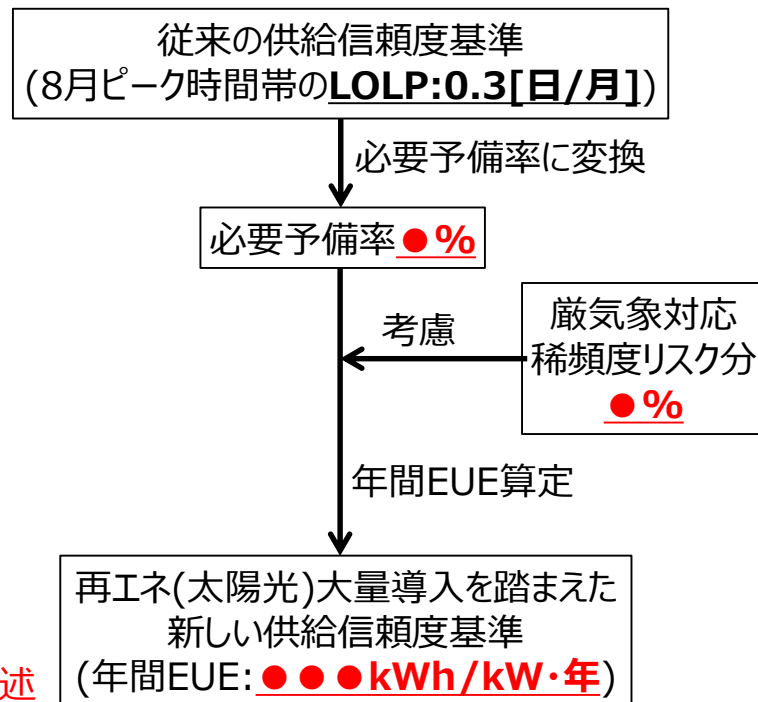 従来の供給信頼度基準
(8月ピーク時間帯のLOLP:0.3[日/月])
必要予備率に変換
必要予備率●%
考慮
厳気象対応
稀頻度リスク分
●%
年間EUE算定
再エネ(太陽光)大量導入を踏まえた
新しい供給信頼度基準
(年間EUE:●●●kWh/kW・年)
述